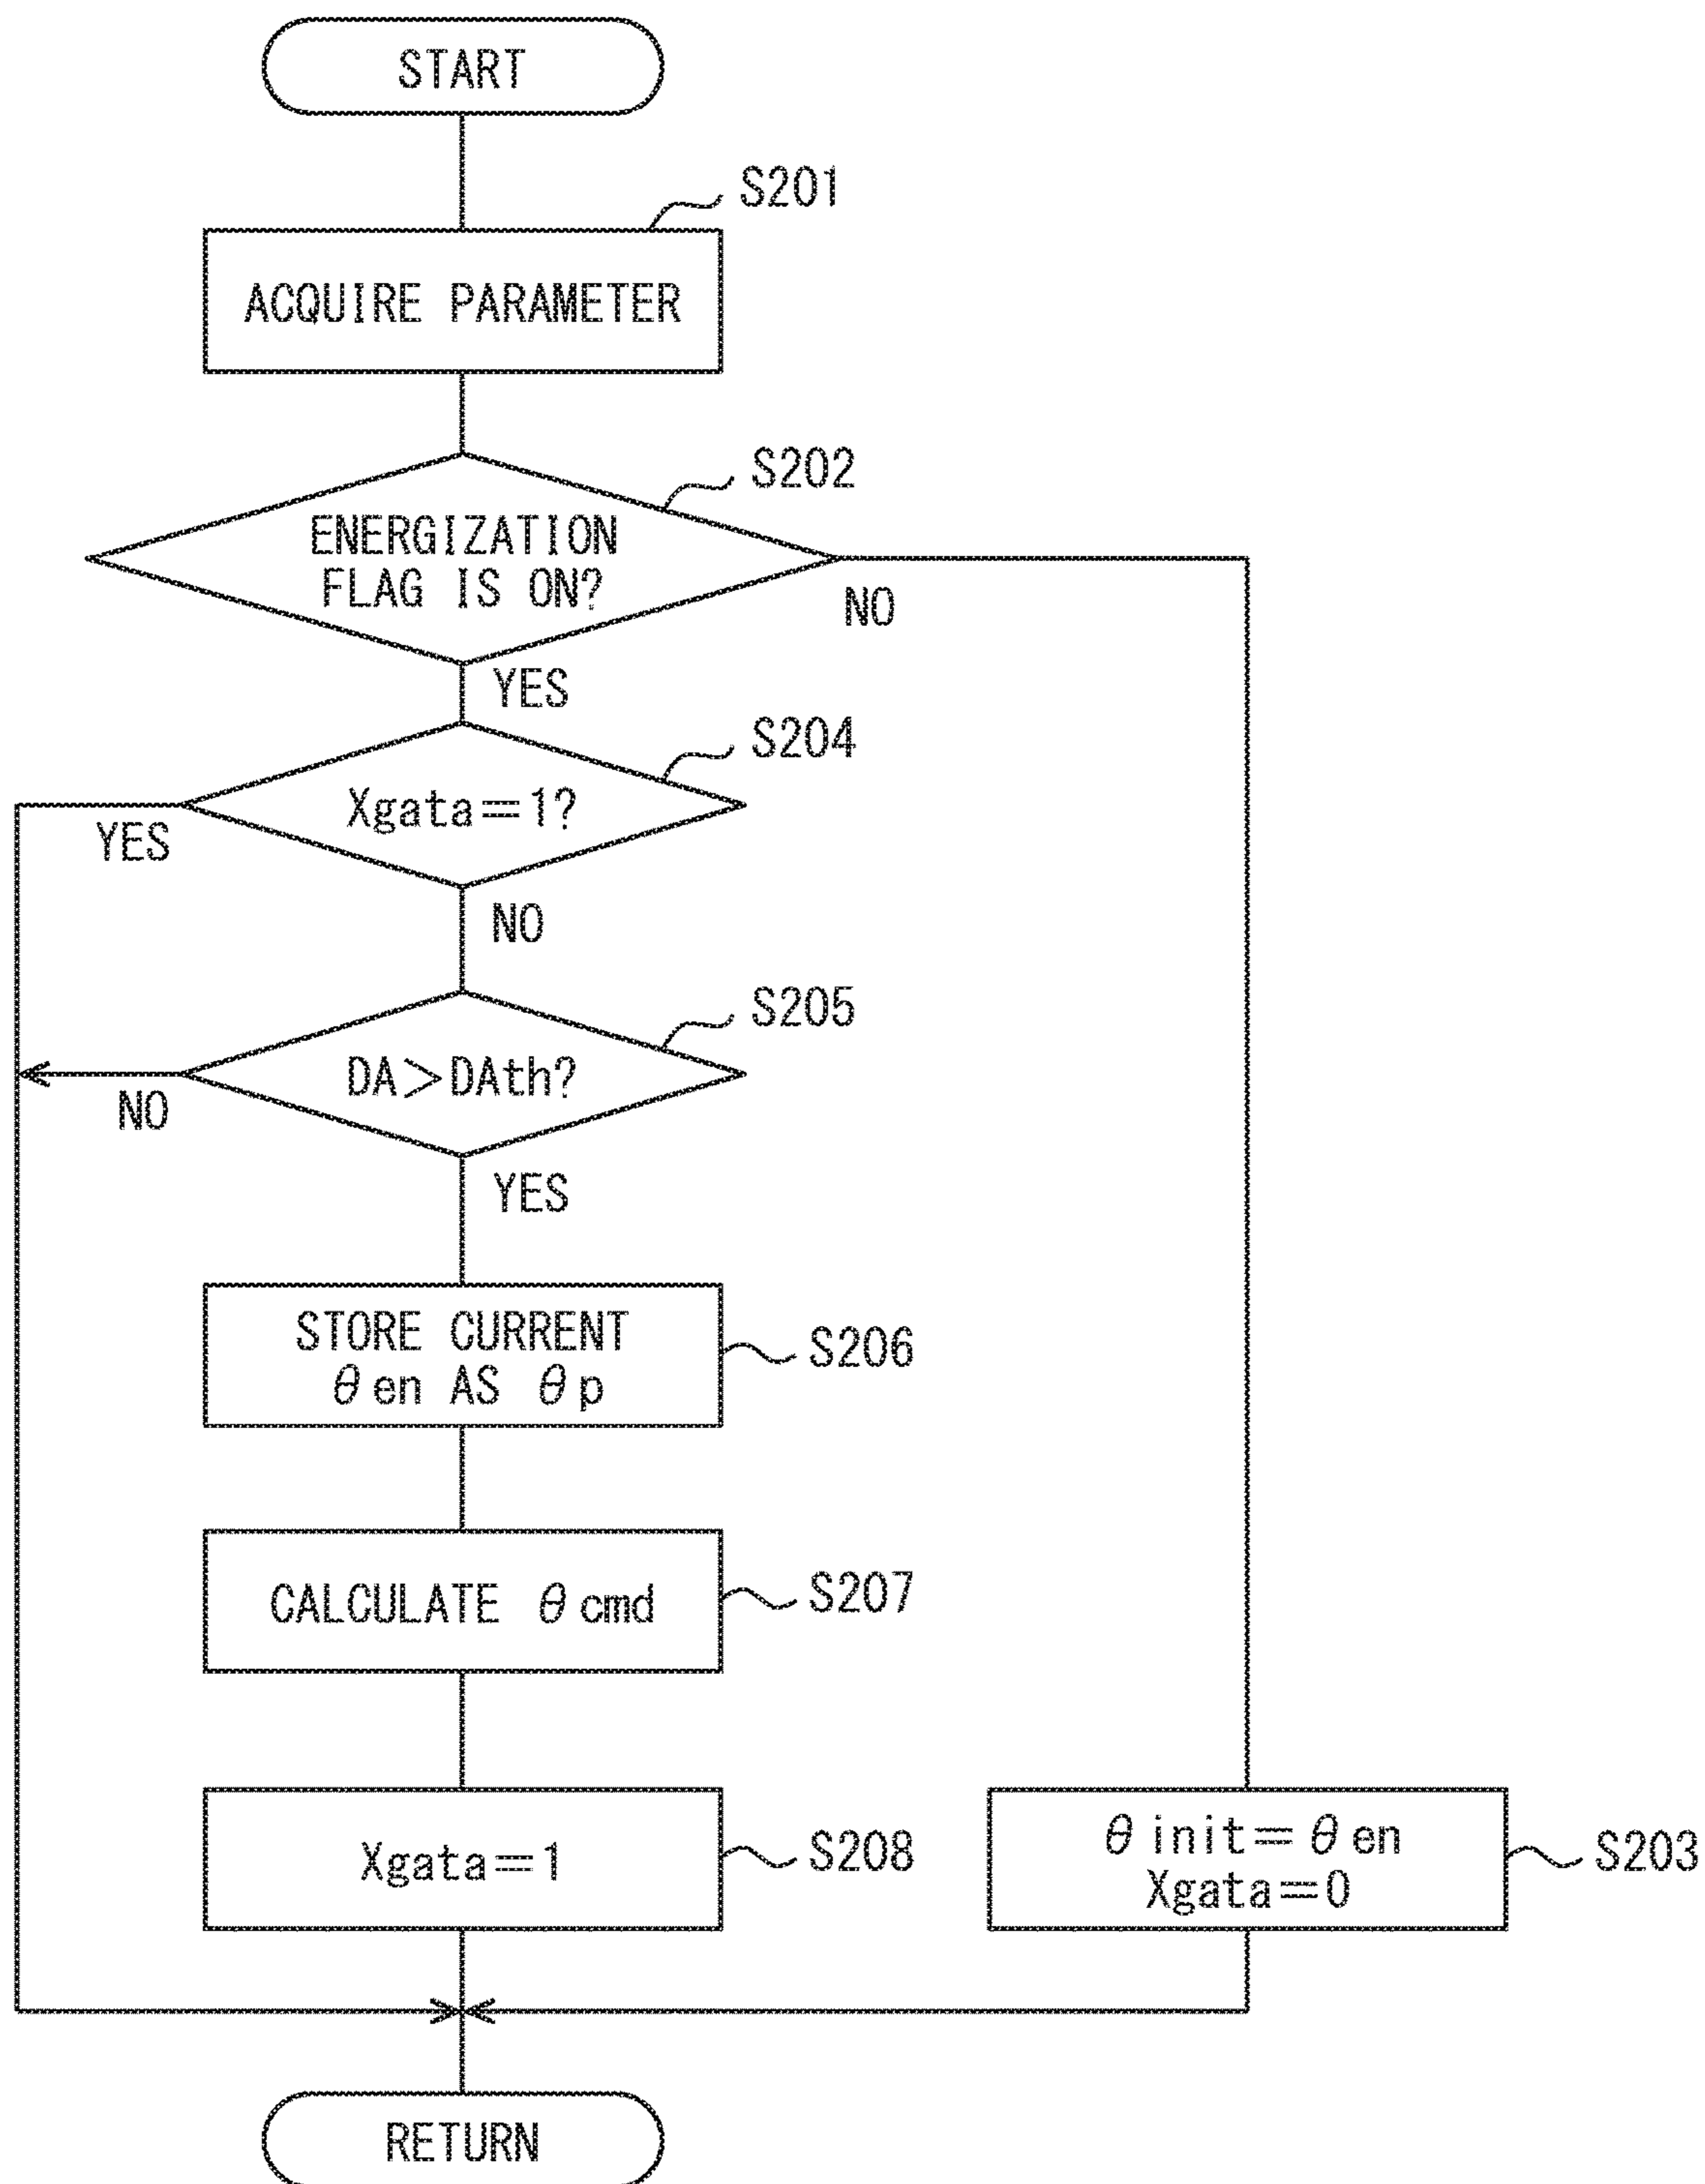 START
S201
ACQUIRE PARAMETER
S202
ENERGIZATION
FLAG IS ON?
NO
YES
S204
Xgata=1?
YES
NO
S205
DA>DAth?
NO
YES
STORE CURRENT
θen AS θp
S206
CALCULATE θcmd
S207
Xgata=1
S208
θinit=θen
Xgata=0
S203
RETURN